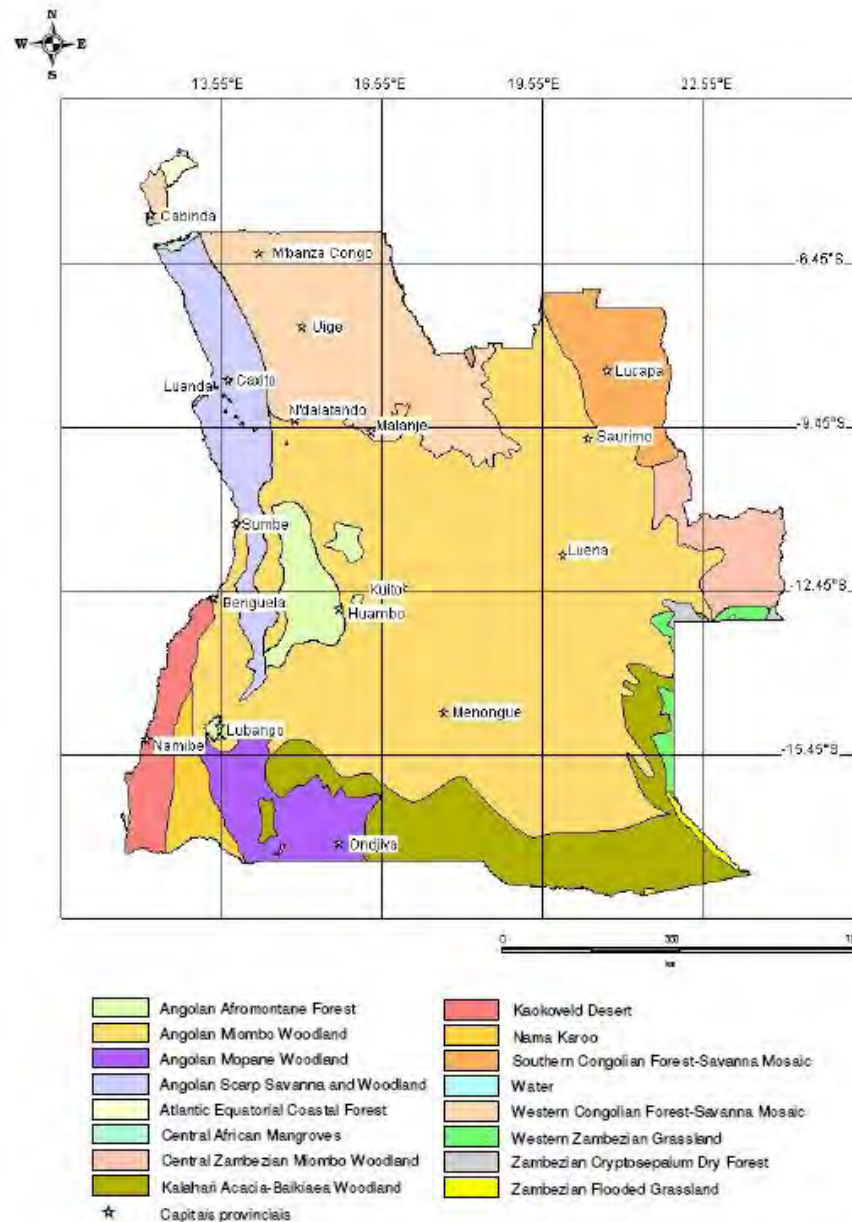 N
W E
S
13.55°E 16.55°E 19.55°E 22.55°E
Cabinda
M'banza Congo
-6.45°S
Uige
Lucapa
Caxito
Luanda
N'dalatando
Malanje
-9.45°S
Saurimo
Sumbe
Luena
Kuito
-12.45°S
Benguela
Huambo
Menongue
Lubango
Namibe
-15.45°S
Ondjiva
0
km
Angolan Afromontane Forest
Angolan Miombo Woodland
Angolan Mopane Woodland
Angolan Scarp Savanna and Woodland
Atlantic Equatorial Coastal Forest
Central African Mangroves
Central Zambezian Miombo Woodland
Kalahari Acacia-Baikiaea Woodland
Capitais provinciais
Kaokoveld Desert
Nama Karoo
Southern Congolian Forest-Savanna Mosaic
Water
Western Congolian Forest-Savanna Mosaic
Western Zambezian Grassland
Zambezian Cryptosepalum Dry Forest
Zambezian Flooded Grassland